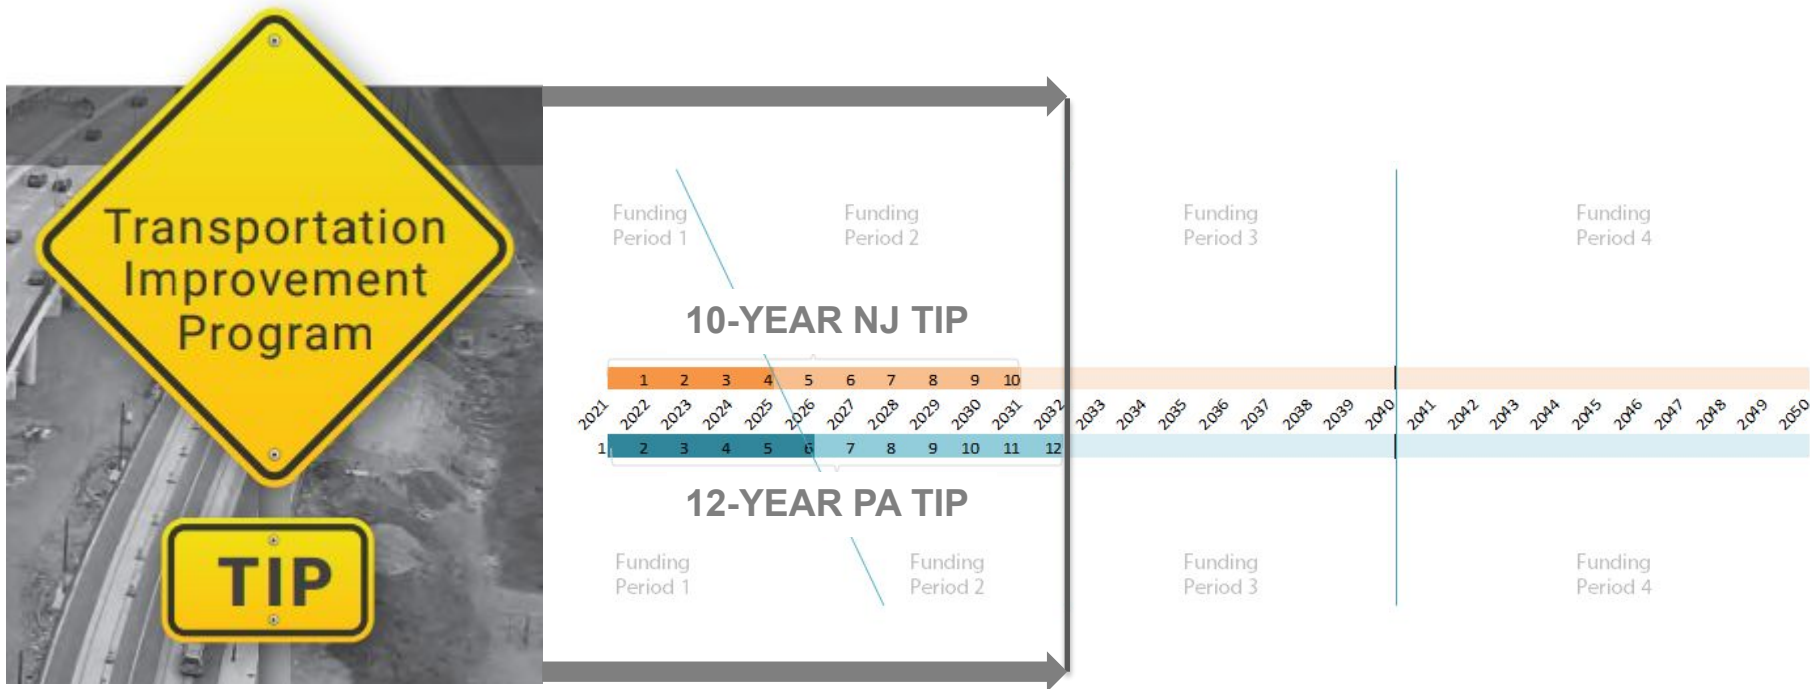 Transportation
Improvement
Program
TIP
Funding
Period 1
Funding
Period 2
Funding
Period 3
Funding
Period 4
10-YEAR NJ TIP
1 2 3 4 5 6 7 8 9 10
2021 2022 2023 2024 2025 2026 2027 2028 2029 2030 2031 2032 2033 2034 2035 2036 2037 2038 2039 2040 2041 2042 2043 2044 2045 2046 2047 2048 2049 2050
1 2 3 4 5 6 7 8 9 10 11 12
12-YEAR PA TIP
Funding
Period 1
Funding
Period 2
Funding
Period 3
Funding
Period 4